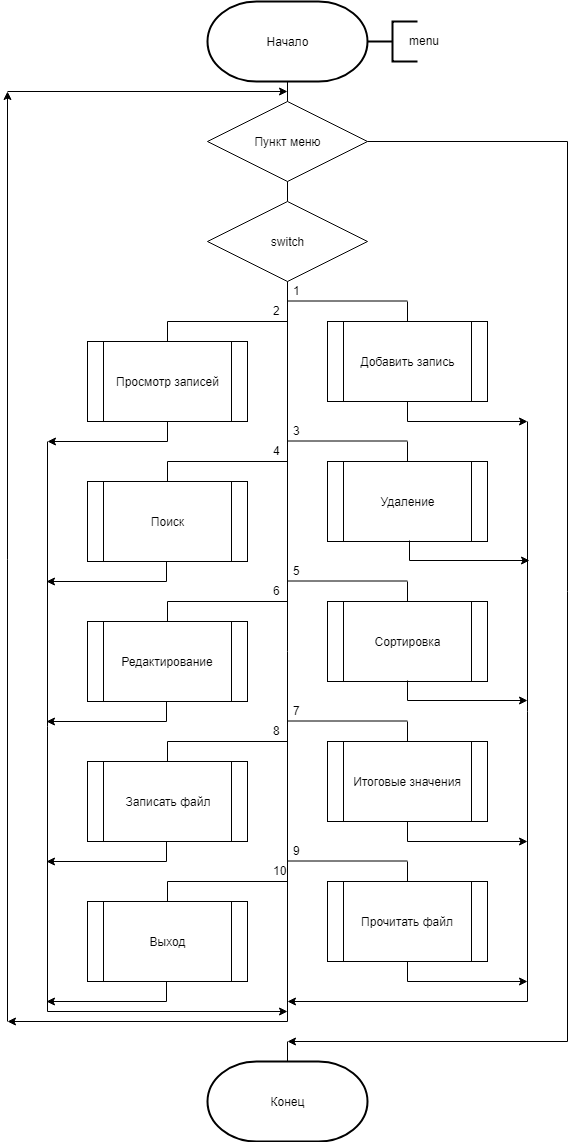 Начало
menu
Пункт меню
switch
1
2
Просмотр записей
Добавить запись
3
4
Поиск
Удаление
5
6
Редактирование
Сортировка
7
8
Записать файл
Итоговые значения
9
10
Выход
Прочитать файл
Конец